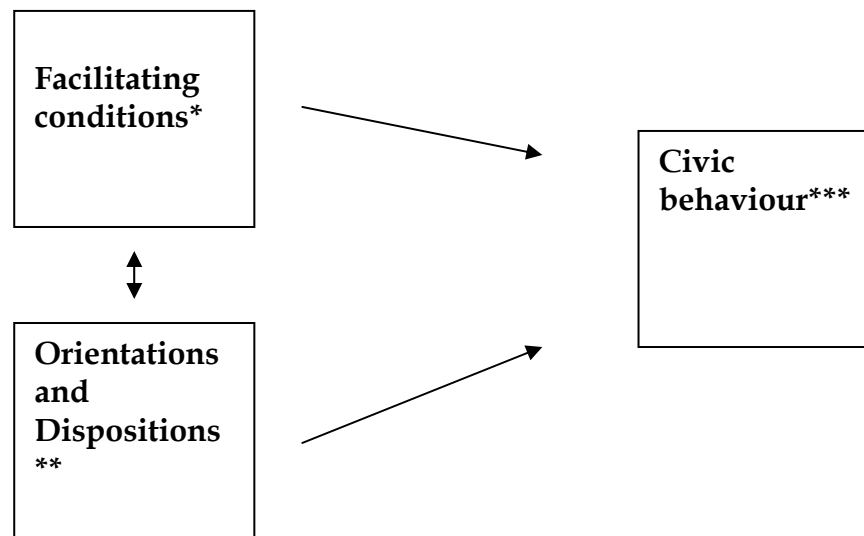 Facilitating
conditions*
Civic
behaviour***
Orientations
and
Dispositions
**